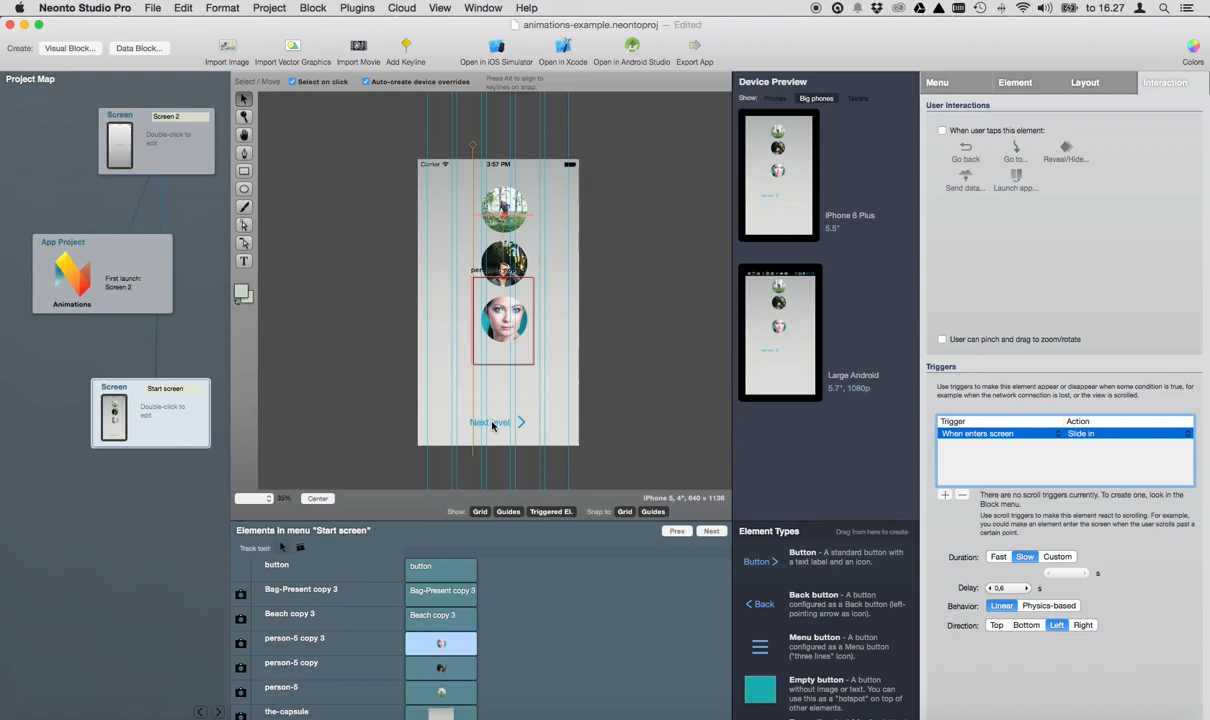 Neonto Studio Pro File Edit Format Project Block Plugins Cloud View Window Help
to 16.27
animations-example.neontoproj — Edited
Create: Visual Block... Data Block...
Import Image Import Vector Graphics Import Movie Add Keyline Open in iOS Simulator Open in Xcode Open in Android Studio Export App Colors
Project Map
Select / Move Select on click Auto-create device overrides Press Alt to align to
keylines on snap.
Screen Screen 2
Double-click to
edit
App Project
First launch:
Screen 2
Animations
Screen Start screen
Double-click to
edit
T
Carrier 3:57 PM
Next level
35% Center iPhone 5, 4", 640 x 1136
Show: Grid Guides Triggered El. Snap to: Grid Guides
Device Preview
Show: Phones Big phones Tablets
iPhone 6 Plus
5.5"
Large Android
5.7", 1080p
Menu Element Layout Interaction
User Interactions
When user taps this element:
Go back Go to... Reveal/Hide...
Send data... Launch app...
User can pinch and drag to zoom/rotate
Triggers
Use triggers to make this element appear or disappear when some condition is true, for
example when the network connection is lost, or the view is scrolled.
Trigger Action
When enters screen Slide in
There are no scroll triggers currently. To create one, look in the
Block menu.
Use scroll triggers to make this element react to scrolling. For example,
you could make an element enter the screen when the user scrolls past a
certain point.
Duration: Fast Slow Custom
s
Delay: 0,6 s
Behavior: Linear Physics-based
Direction: Top Bottom Left Right
Elements in menu "Start screen" Prev Next
Track tool:
button button
Bag-Present copy 3 Bag-Present copy 3
Beach copy 3 Beach copy 3
person-5 copy 3
person-5 copy
person-5
the-capsule
Element Types Drag from here to create
Button > Button - A standard button with
a text label and an icon.
< Back Back button - A button
configured as a Back button (left-
pointing arrow as icon).
Menu button - A button
configured as a Menu button
("three lines" icon).
Empty button - A button
without image or text. You can
use this as a "hotspot" on top of
other elements.